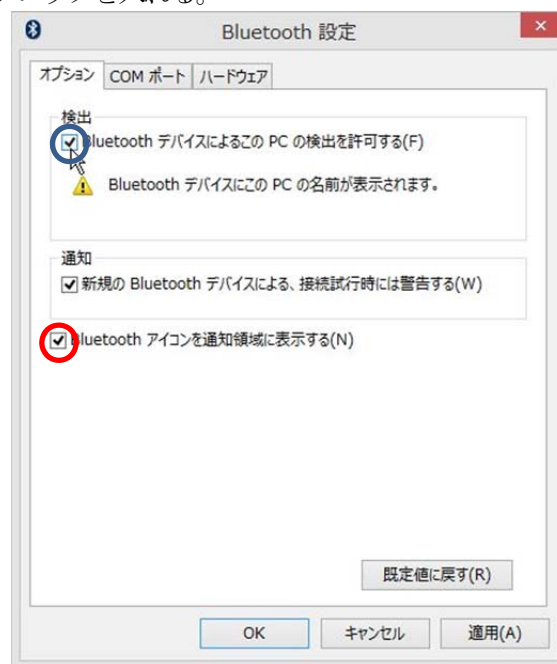 Bluetooth 設定
オプション COM ポート ハードウェア
検出
Bluetooth デバイスによるこの PC の検出を許可する(F)
Bluetooth デバイスにこの PC の名前が表示されます。
通知
新規の Bluetooth デバイスによる、接続試行時には警告する(W)
Bluetooth アイコンを通知領域に表示する(N)
既定値に戻す(R)
OK キャンセル 適用(A)